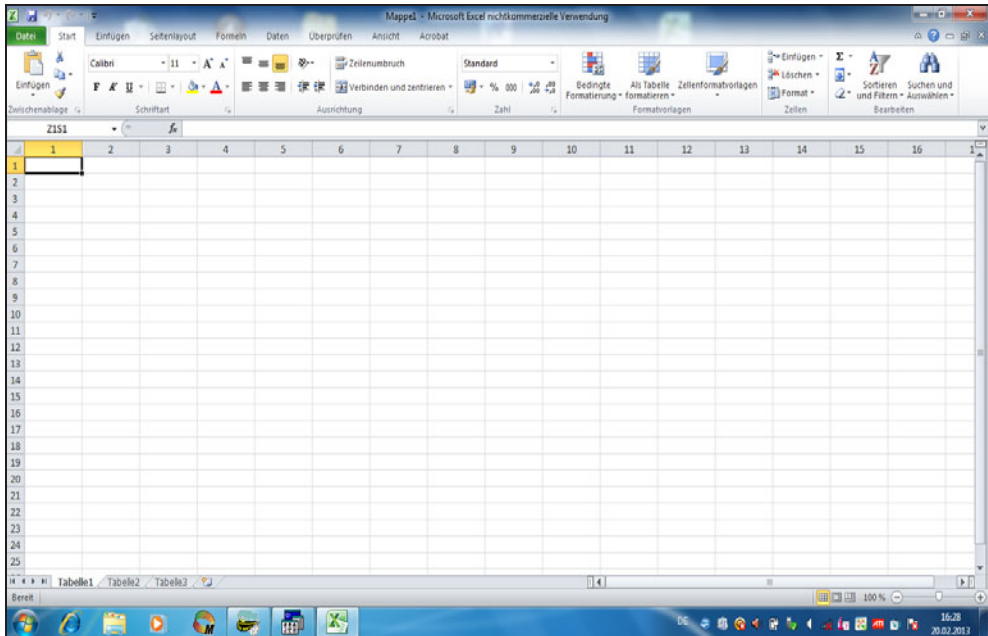 Mappe1 - Microsoft Excel nichtkommerzielle Verwendung
Datei Start Einfügen Seitenlayout Formeln Daten Überprüfen Ansicht Acrobat
Einfügen
Zwischenablage
Calibri 11
F K U
Schriftart
Zeilenumbruch
Verbinden und zentrieren
Ausrichtung
Standard
% 000
Zahl
Bedingte Formatierung
Als Tabelle formatieren
Zellenformatvorlagen
Formatvorlagen
Einfügen
Löschen
Format
Zellen
Σ
Sortieren und Filtern
Suchen und Auswählen
Bearbeiten
Z1S1 fx
1 2 3 4 5 6 7 8 9 10 11 12 13 14 15 16
1
2
3
4
5
6
7
8
9
10
11
12
13
14
15
16
17
18
19
20
21
22
23
24
25
Tabelle1 Tabelle2 Tabelle3
Bereit 100 %
DE 16:28
20.02.2013